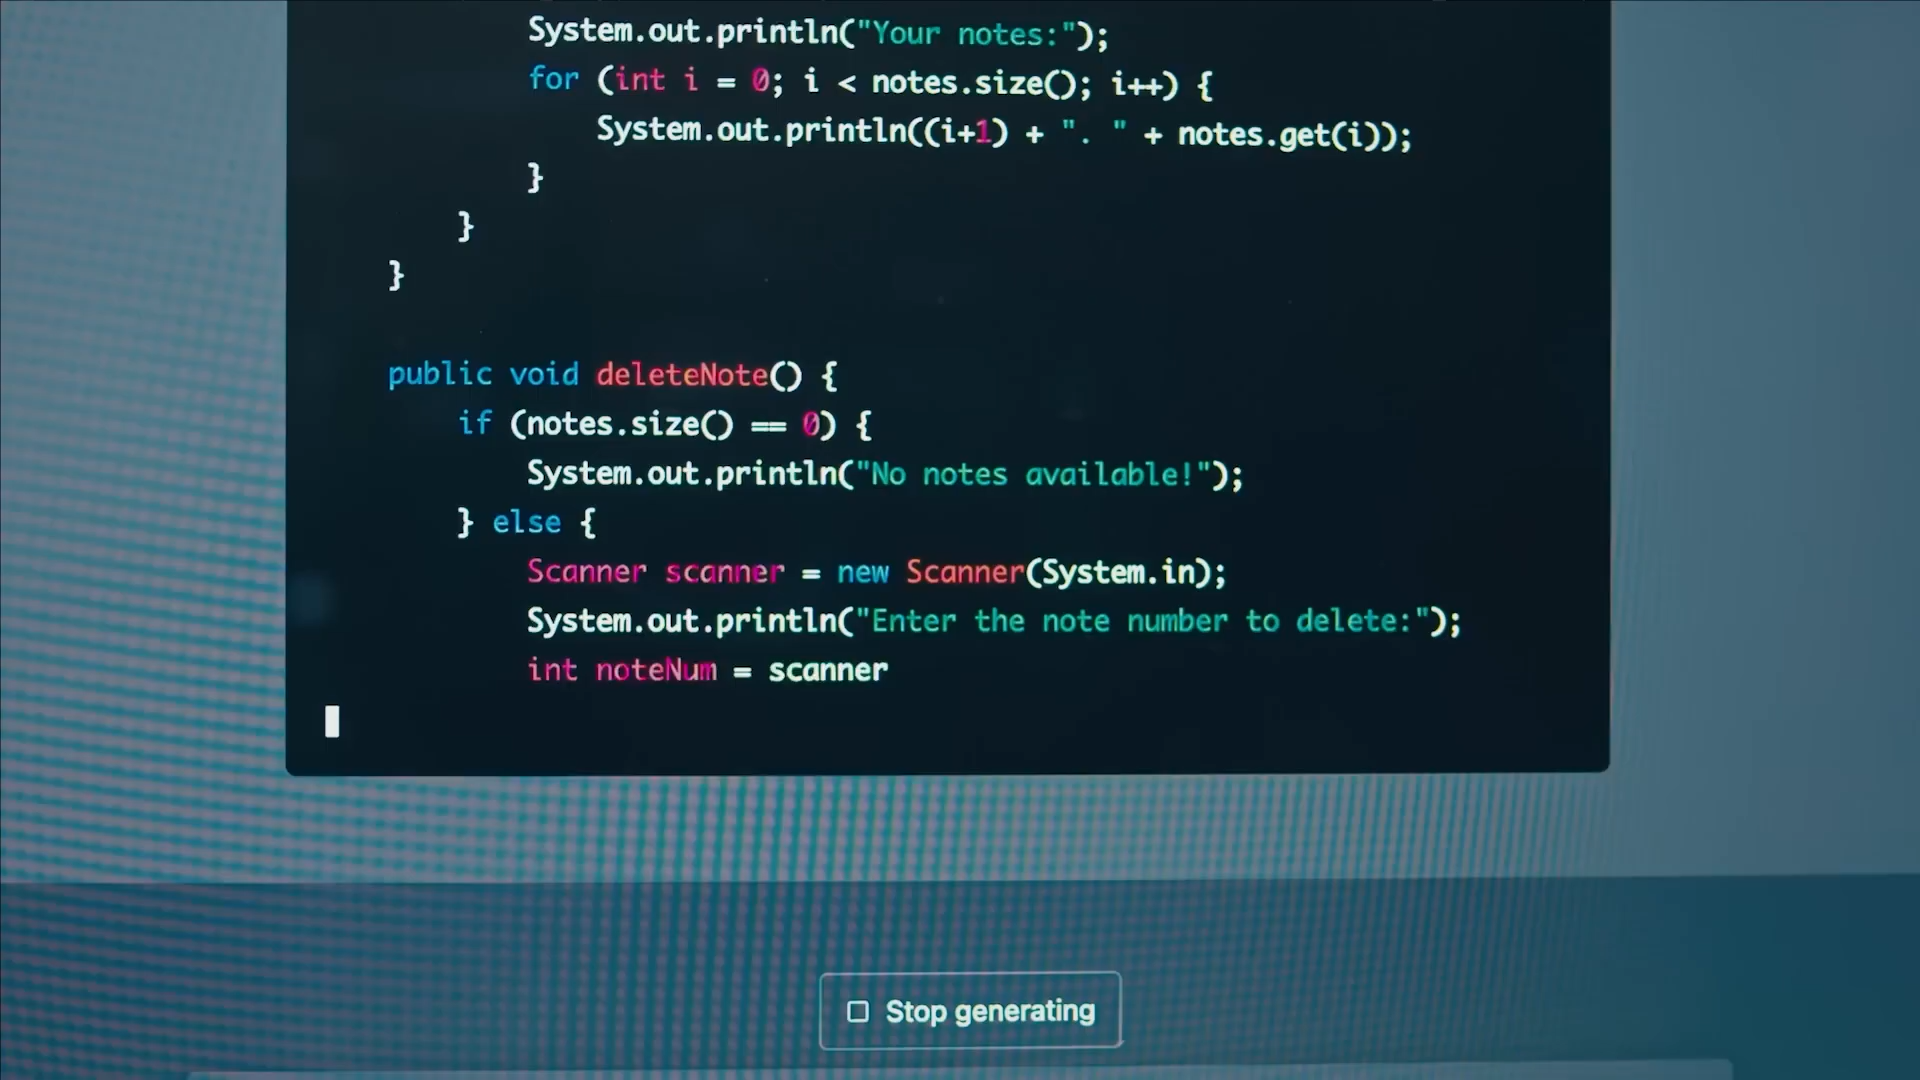 System.out.println("Your notes:");
for (int i = 0; i < notes.size(); i++) {
System.out.println((i+1) + ". " + notes.get(i));
}
}
}
public void deleteNote() {
if (notes.size() == 0) {
System.out.println("No notes available!");
} else {
Scanner scanner = new Scanner(System.in);
System.out.println("Enter the note number to delete:");
int noteNum = scanner
Stop generating